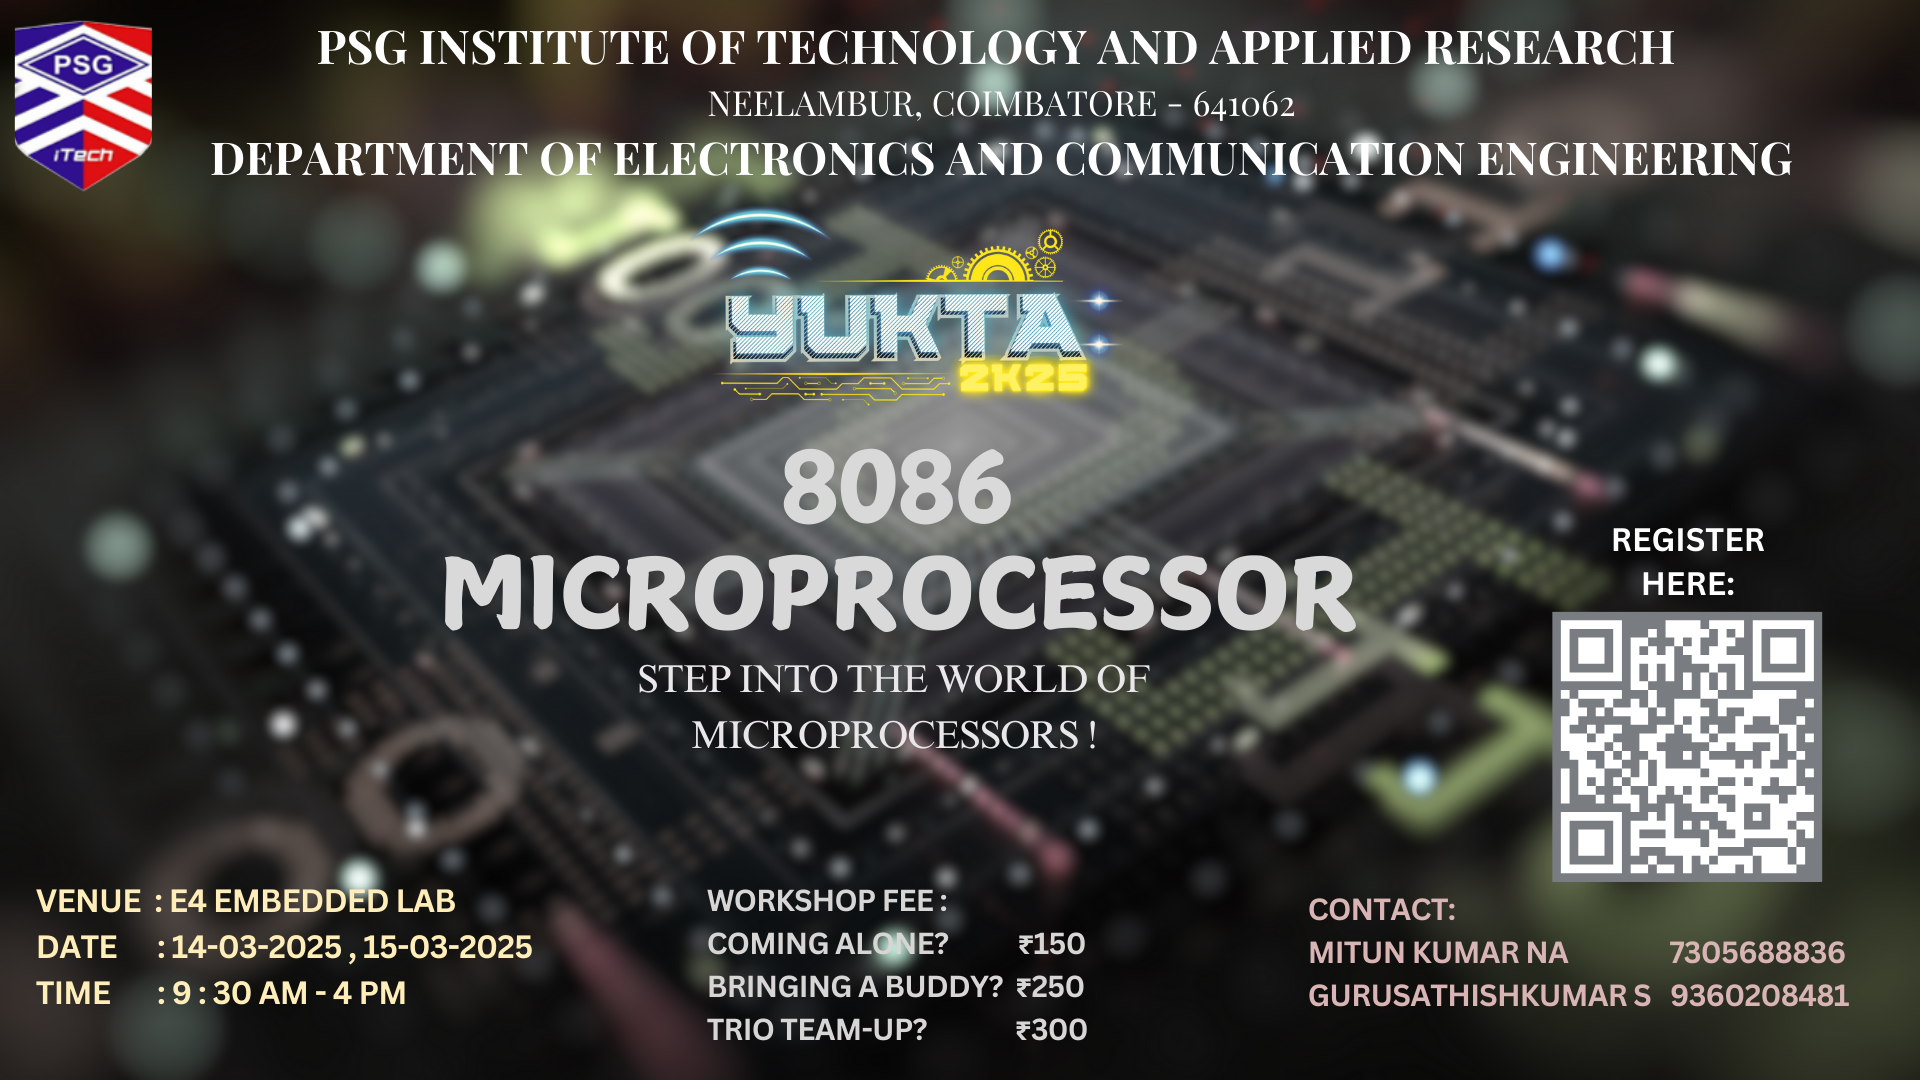 PSG
iTech
PSG INSTITUTE OF TECHNOLOGY AND APPLIED RESEARCH
NEELAMBUR, COIMBATORE - 641062
DEPARTMENT OF ELECTRONICS AND COMMUNICATION ENGINEERING
YUKTA
2K25
8086
MICROPROCESSOR
STEP INTO THE WORLD OF
MICROPROCESSORS !
REGISTER
HERE:
VENUE : E4 EMBEDDED LAB
DATE : 14-03-2025 , 15-03-2025
TIME : 9 : 30 AM - 4 PM
WORKSHOP FEE :
COMING ALONE? ₹150
BRINGING A BUDDY? ₹250
TRIO TEAM-UP? ₹300
CONTACT:
MITUN KUMAR NA 7305688836
GURUSATHISHKUMAR S 9360208481